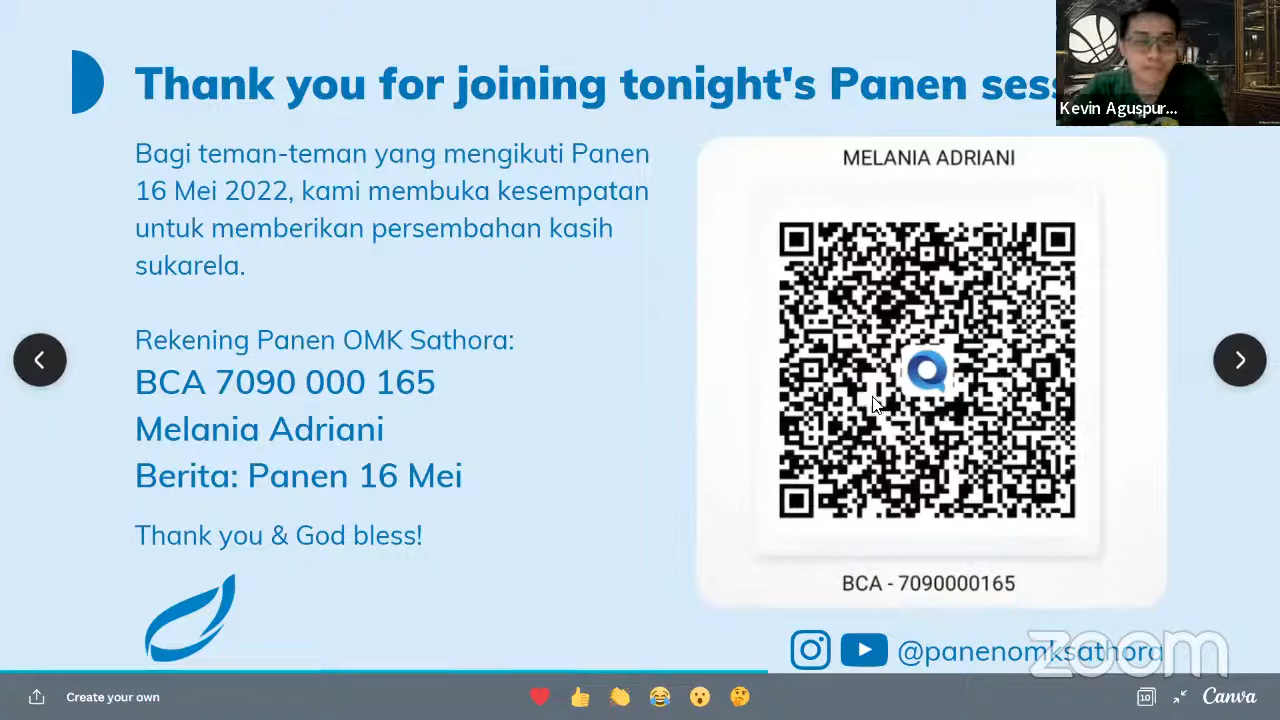 Thank you for joining tonight's Panen ses
Kevin Aguspur...
Bagi teman-teman yang mengikuti Panen
16 Mei 2022, kami membuka kesempatan
untuk memberikan persembahan kasih
sukarela.
Rekening Panen OMK Sathora:
BCA 7090 000 165
Melania Adriani
Berita: Panen 16 Mei
Thank you & God bless!
MELANIA ADRIANI
BCA - 7090000165
@panenomksathora
zoom
Create your own
10
Canva